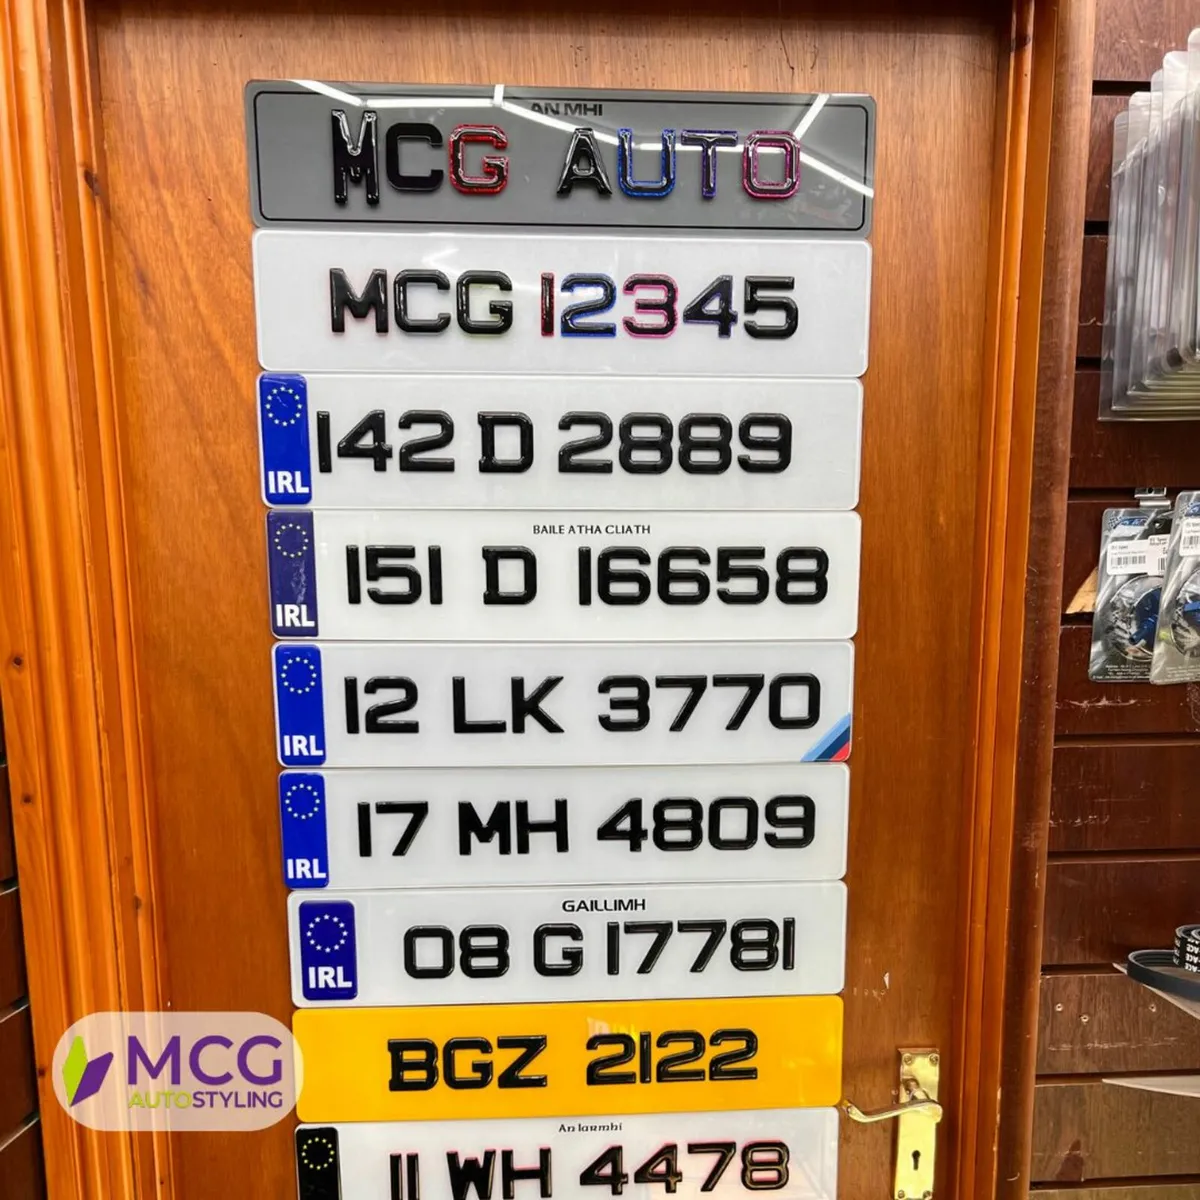 AN MHI
MCG AUTO
MCG 12345
IRL
142 D 2889
BAILE ATHA CLIATH
IRL
151 D 16658
IRL
12 LK 3770
IRL
17 MH 4809
GAILLIMH
IRL
08 G 17781
BGZ 2122
An Iarmhí
11 WH 4478
MCG
AUTOSTYLING